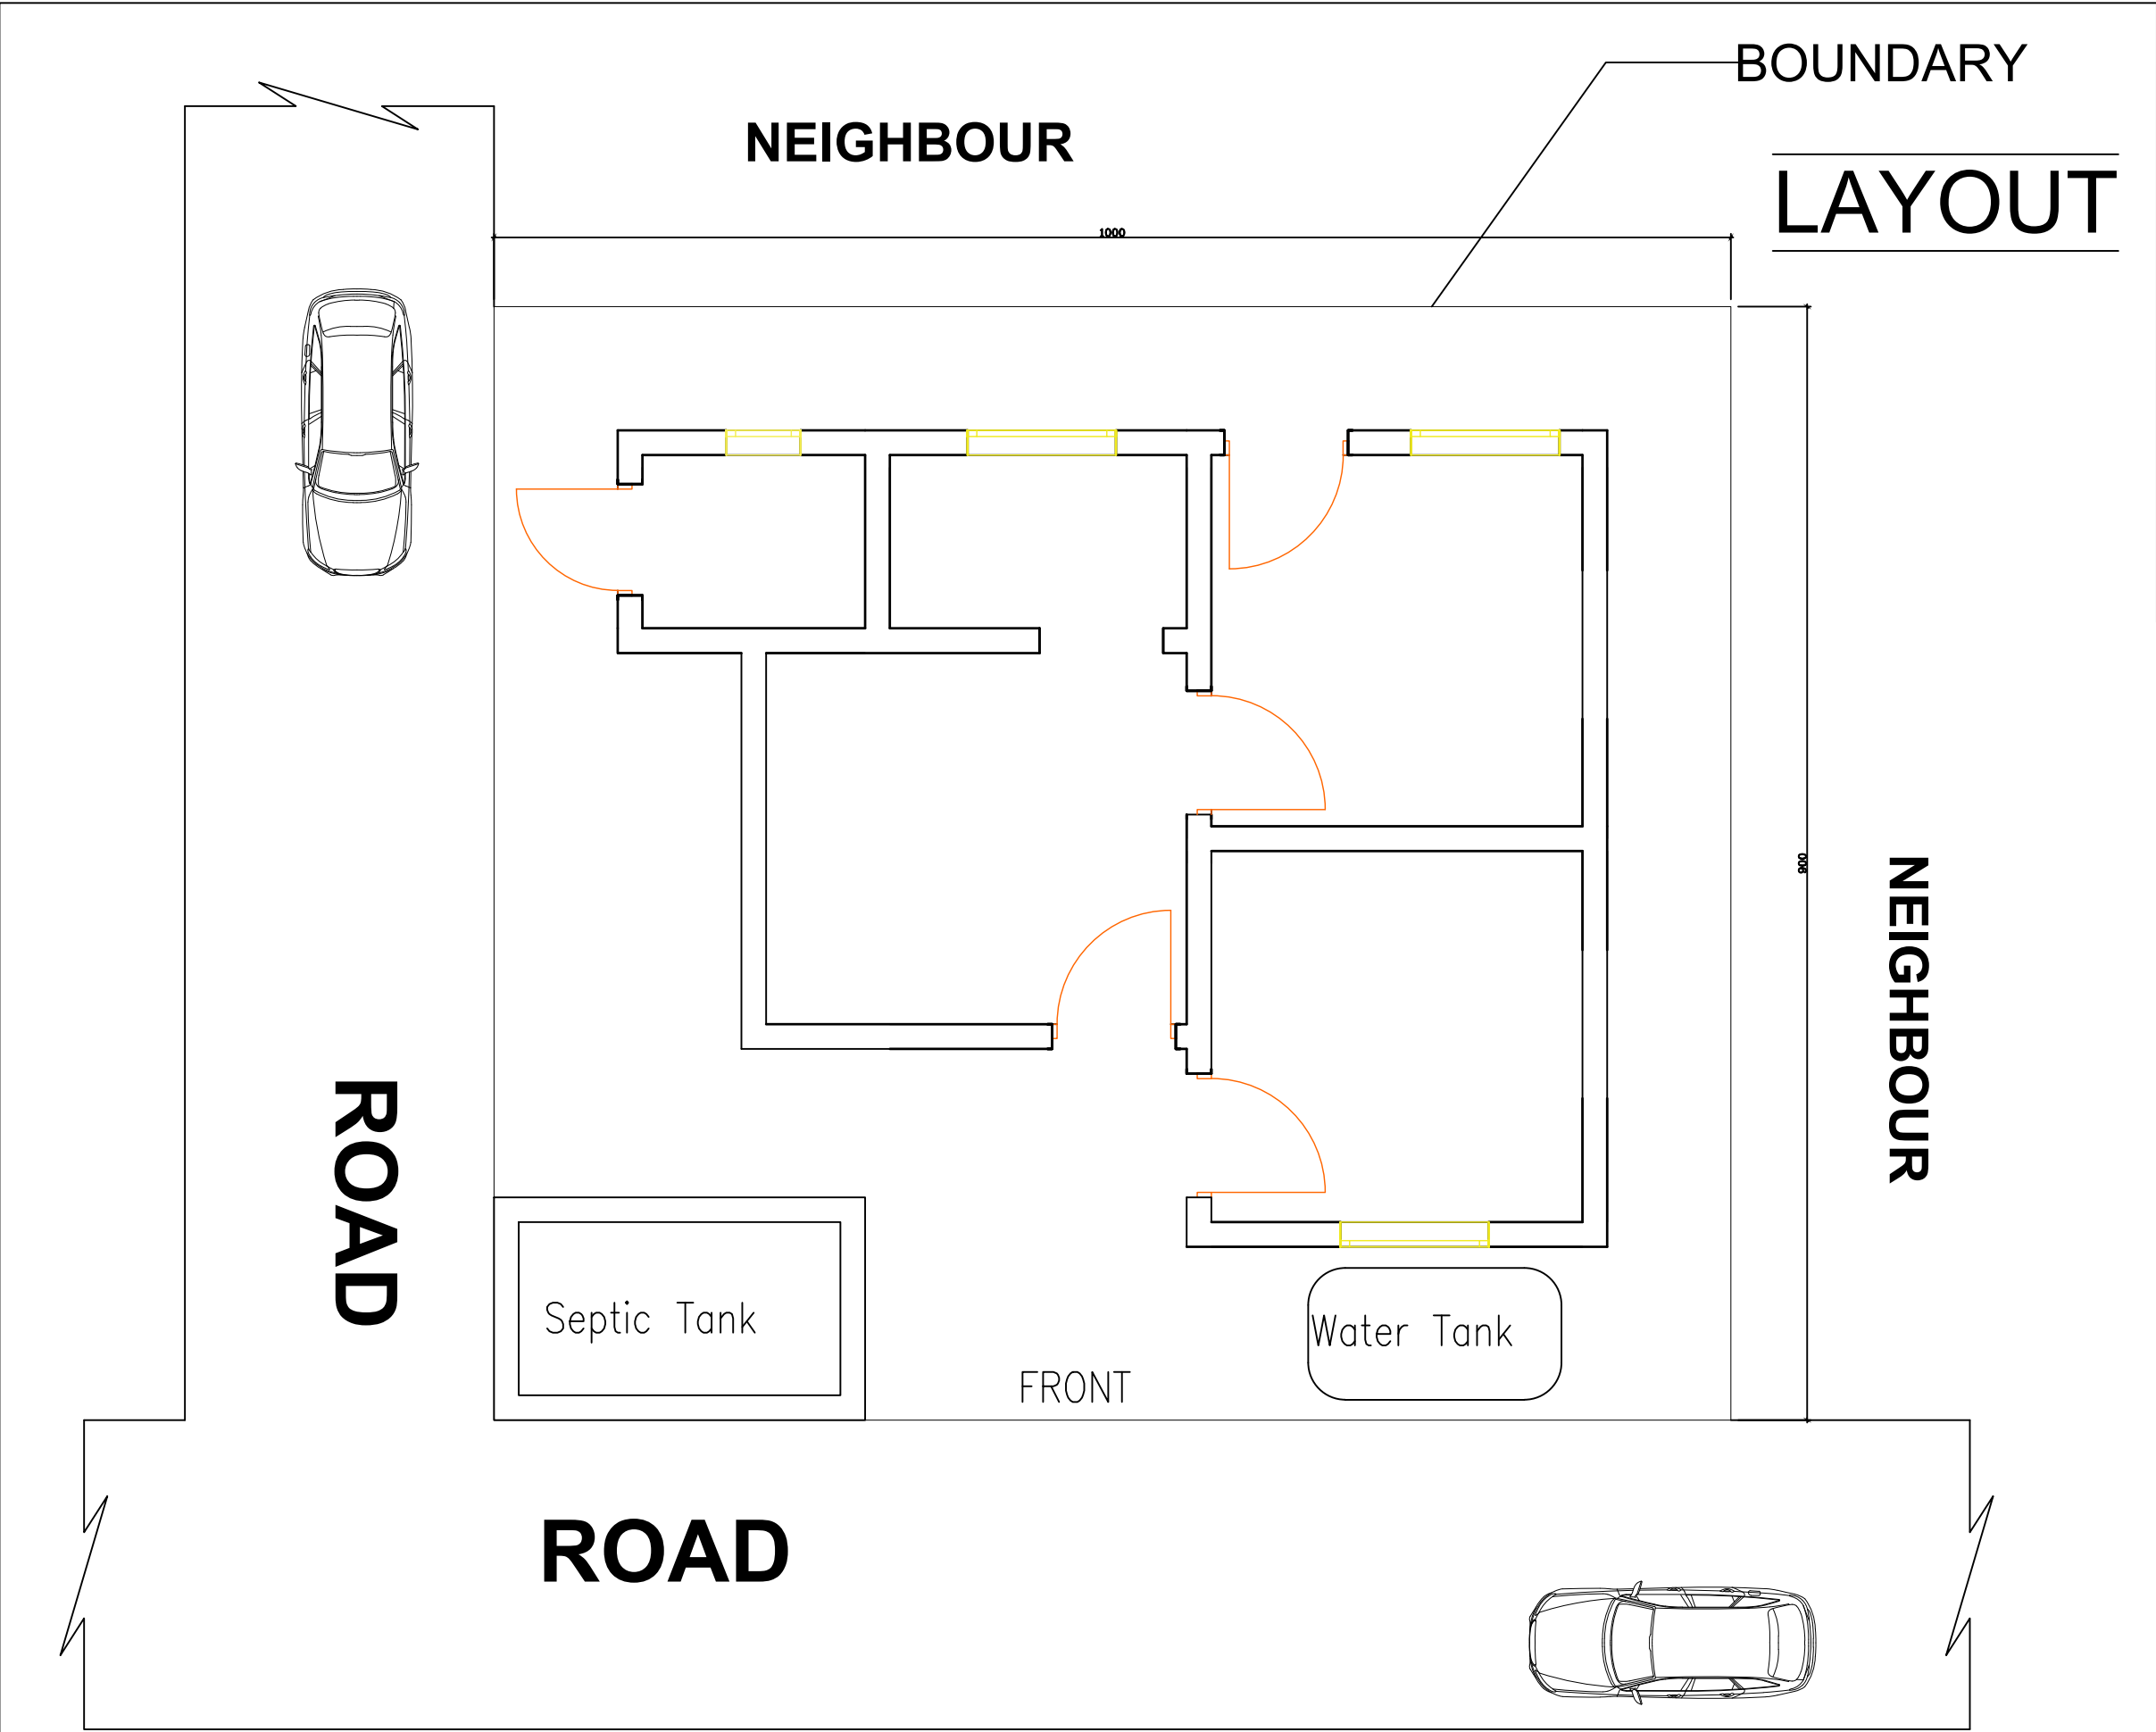 BOUNDARY
NEIGHBOUR
LAYOUT
1000
900
NEIGHBOUR
ROAD
Septic Tank
Water Tank
FRONT
ROAD